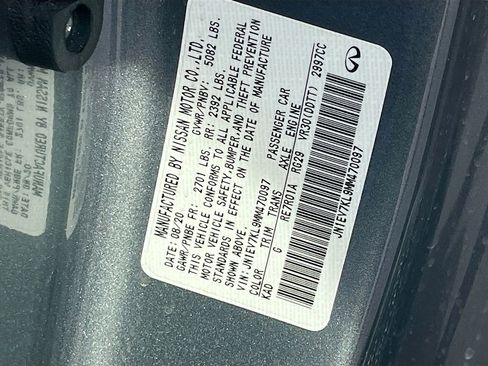 MANUFACTURED BY NISSAN MOTOR CO.,LTD.
DATE: 08/20 GVWR/PNBV: 5082 LBS.
GAWR/PNBE FR: 2701 LBS. RR: 2392 LBS.
THIS VEHICLE CONFORMS TO ALL APPLICABLE FEDERAL
MOTOR VEHICLE SAFETY,BUMPER,AND THEFT PREVENTION
STANDARDS IN EFFECT ON THE DATE OF MANUFACTURE
SHOWN ABOVE.
VIN: JN1EV7KL9MM470097 PASSENGER CAR
COLOR TRIM TRANS AXLE ENGINE
KAD G RE7R01A RG29 VR30(DDTT) 2997CC
JN1EV7KL9MM470097